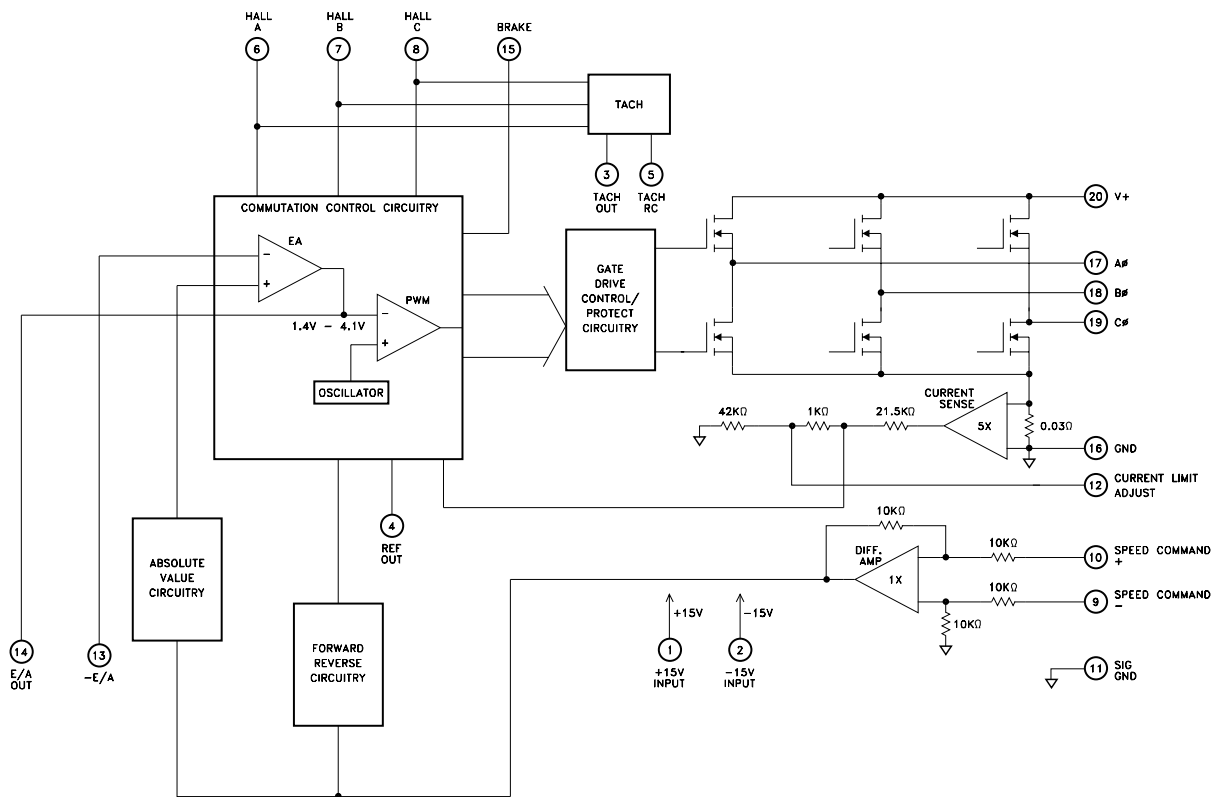 HALL
A
6
HALL
B
7
HALL
C
8
BRAKE
15
TACH
3
TACH
OUT
5
TACH
RC
COMMUTATION CONTROL CIRCUITRY
EA
−
+
PWM
−
+
1.4V − 4.1V
OSCILLATOR
GATE
DRIVE
CONTROL/
PROTECT
CIRCUITRY
20 V+
17 AØ
18 BØ
19 CØ
CURRENT
SENSE
5X
42KΩ
1KΩ
21.5KΩ
0.03Ω
16 GND
12 CURRENT LIMIT
ADJUST
4
REF
OUT
ABSOLUTE
VALUE
CIRCUITRY
FORWARD
REVERSE
CIRCUITRY
14
E/A
OUT
13
−E/A
10KΩ
DIFF.
AMP
1X
10KΩ
10 SPEED COMMAND
+
10KΩ
9 SPEED COMMAND
−
10KΩ
+15V
1
+15V
INPUT
−15V
2
−15V
INPUT
11 SIG
GND